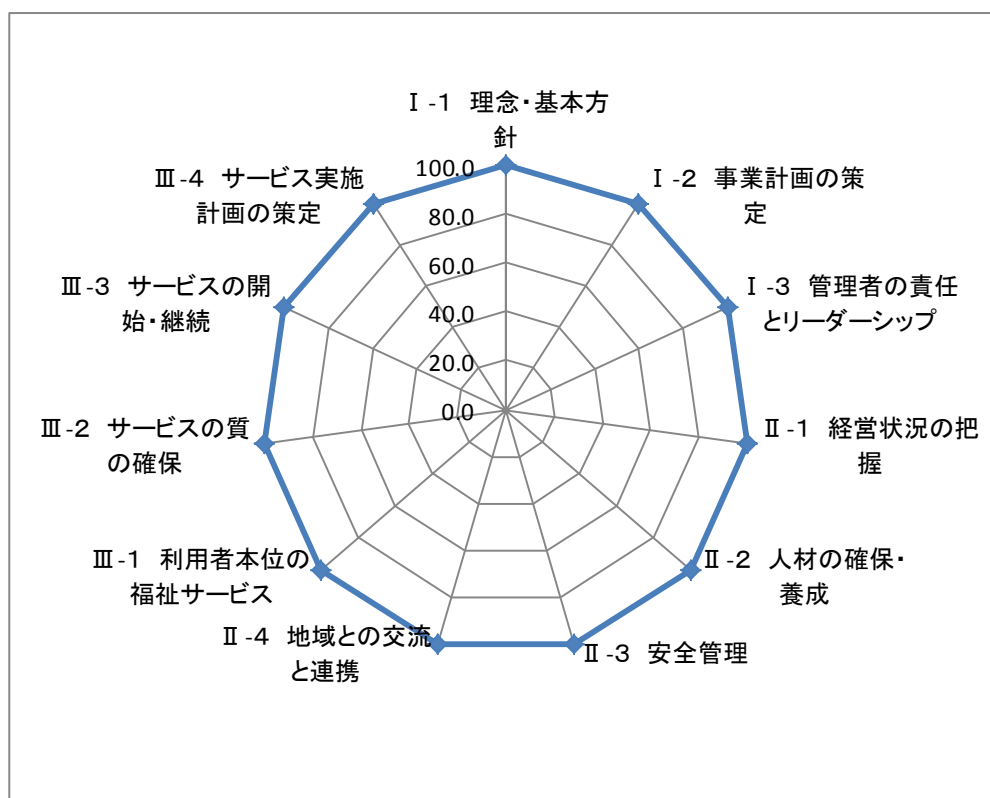 Ⅰ-1 理念・基本方
針
Ⅰ-2 事業計画の策
定
Ⅰ-3 管理者の責任
とリーダーシップ
Ⅱ-1 経営状況の把
握
Ⅱ-2 人材の確保・
養成
Ⅱ-3 安全管理
Ⅱ-4 地域との交流
と連携
Ⅲ-1 利用者本位の
福祉サービス
Ⅲ-2 サービスの質
の確保
Ⅲ-3 サービスの開
始・継続
Ⅲ-4 サービス実施
計画の策定
100.0
80.0
60.0
40.0
20.0
0.0